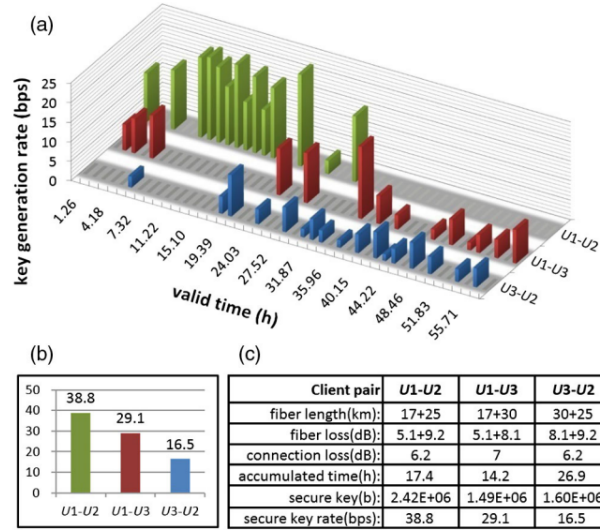 (a)
key generation rate (bps)
25
20
15
10
5
0
1.26
4.18
7.32
11.22
15.10
19.39
24.03
27.52
31.87
35.96
40.15
44.22
48.46
51.83
55.71
valid time (h)
U1-U2
U1-U3
U3-U2
(b)
50
40
30
20
10
0
38.8
29.1
16.5
U1-U2 U1-U3 U3-U2
(c)
Client pair U1-U2 U1-U3 U3-U2
fiber length(km): 17+25 17+30 30+25
fiber loss(dB): 5.1+9.2 5.1+8.1 8.1+9.2
connection loss(dB): 6.2 7 6.2
accumulated time(h): 17.4 14.2 26.9
secure key(b): 2.42E+06 1.49E+06 1.60E+06
secure key rate(bps): 38.8 29.1 16.5